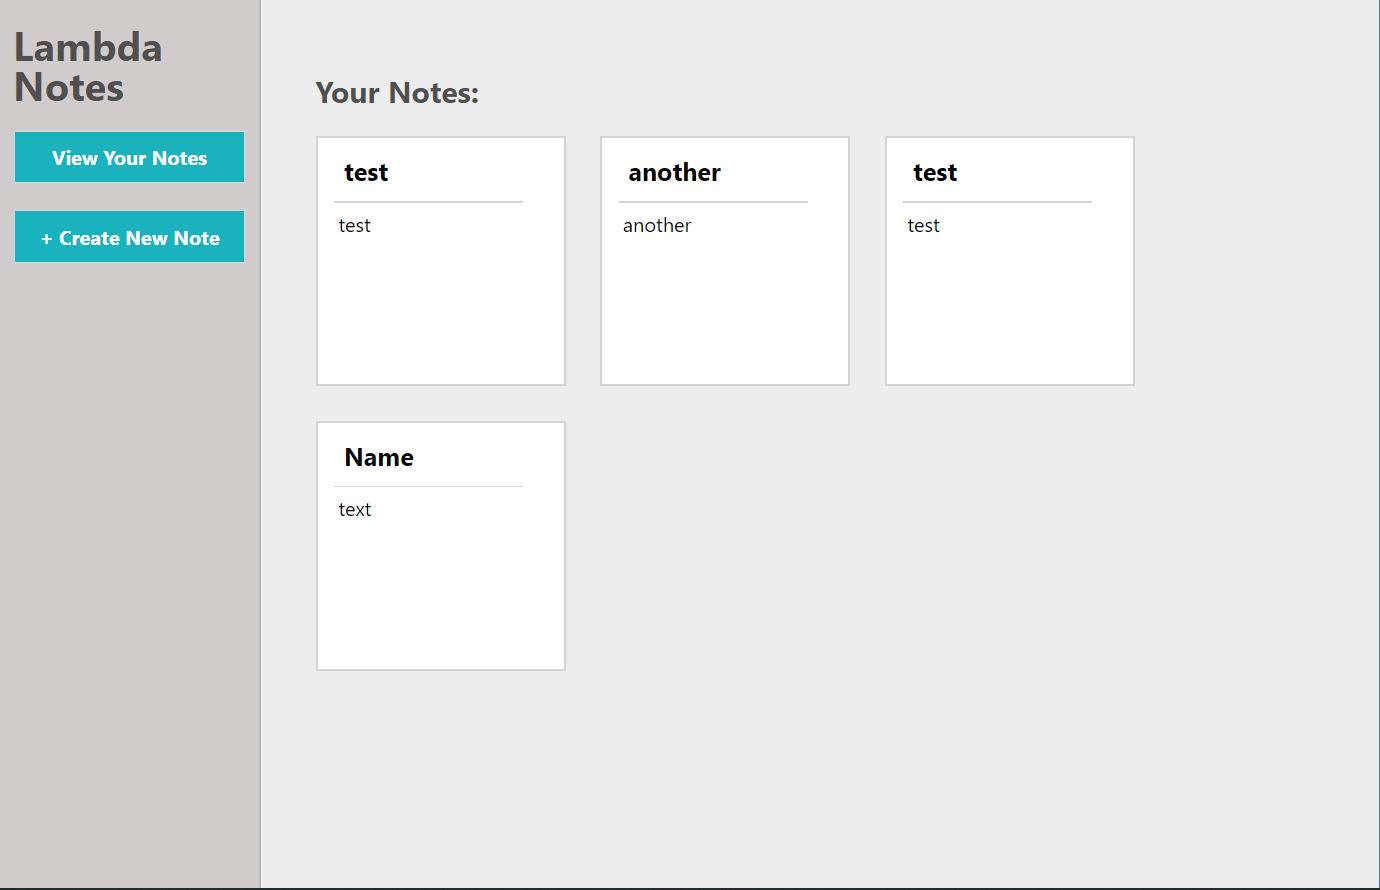 Lambda
Notes
View Your Notes
+ Create New Note
Your Notes:
test
test
another
another
test
test
Name
text